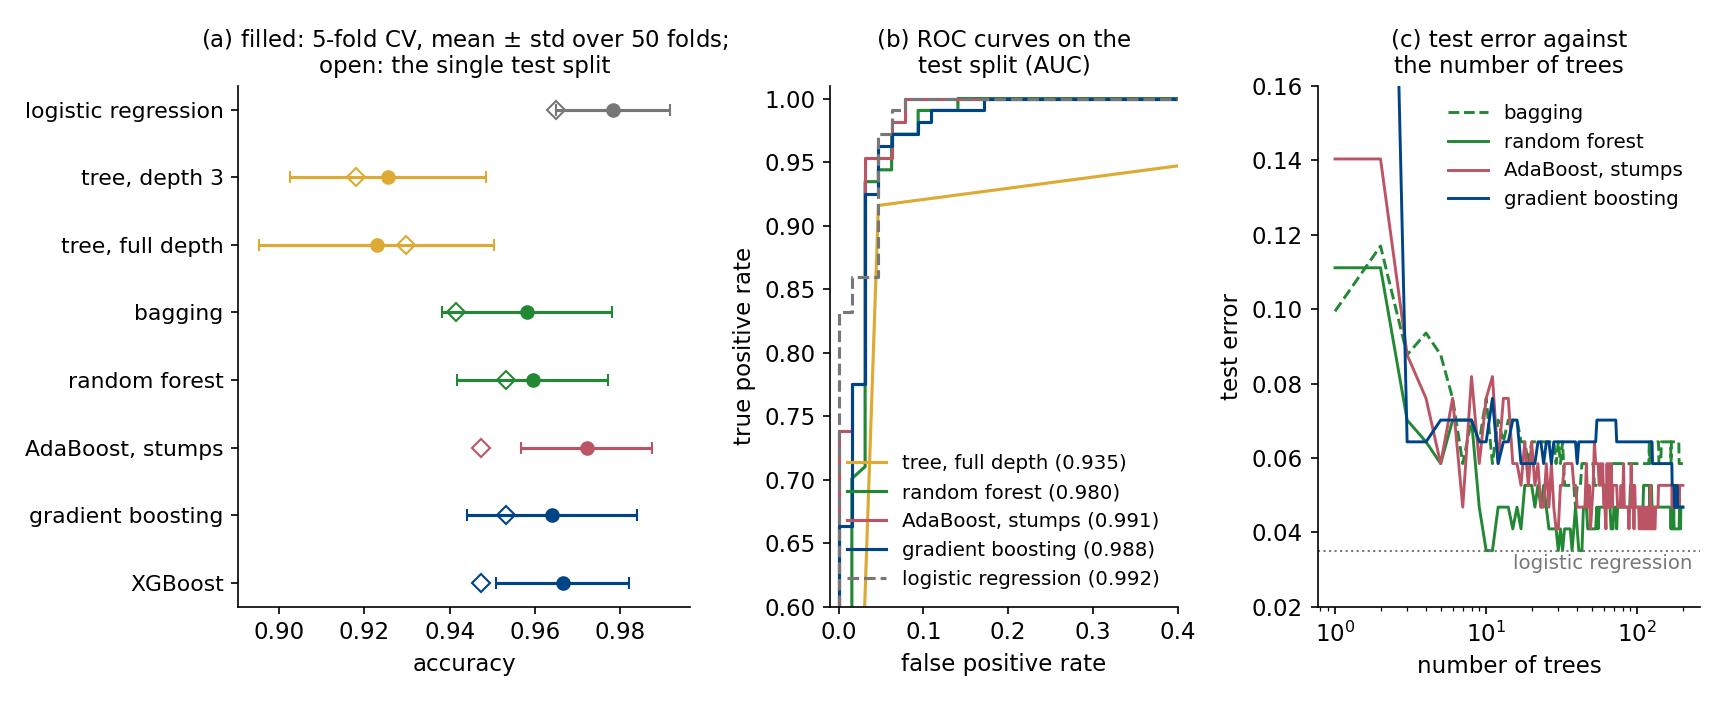 (a) filled: 5-fold CV, mean ± std over 50 folds;
open: the single test split
logistic regression
tree, depth 3
tree, full depth
bagging
random forest
AdaBoost, stumps
gradient boosting
XGBoost
0.90 0.92 0.94 0.96 0.98
accuracy
(b) ROC curves on the
test split (AUC)
true positive rate
1.00
0.95
0.90
0.85
0.80
0.75
0.70
0.65
0.60
tree, full depth (0.935)
random forest (0.980)
AdaBoost, stumps (0.991)
gradient boosting (0.988)
logistic regression (0.992)
0.0 0.1 0.2 0.3 0.4
false positive rate
(c) test error against
the number of trees
test error
0.16
0.14
0.12
0.10
0.08
0.06
0.04
0.02
bagging
random forest
AdaBoost, stumps
gradient boosting
logistic regression
10⁰ 10¹ 10²
number of trees